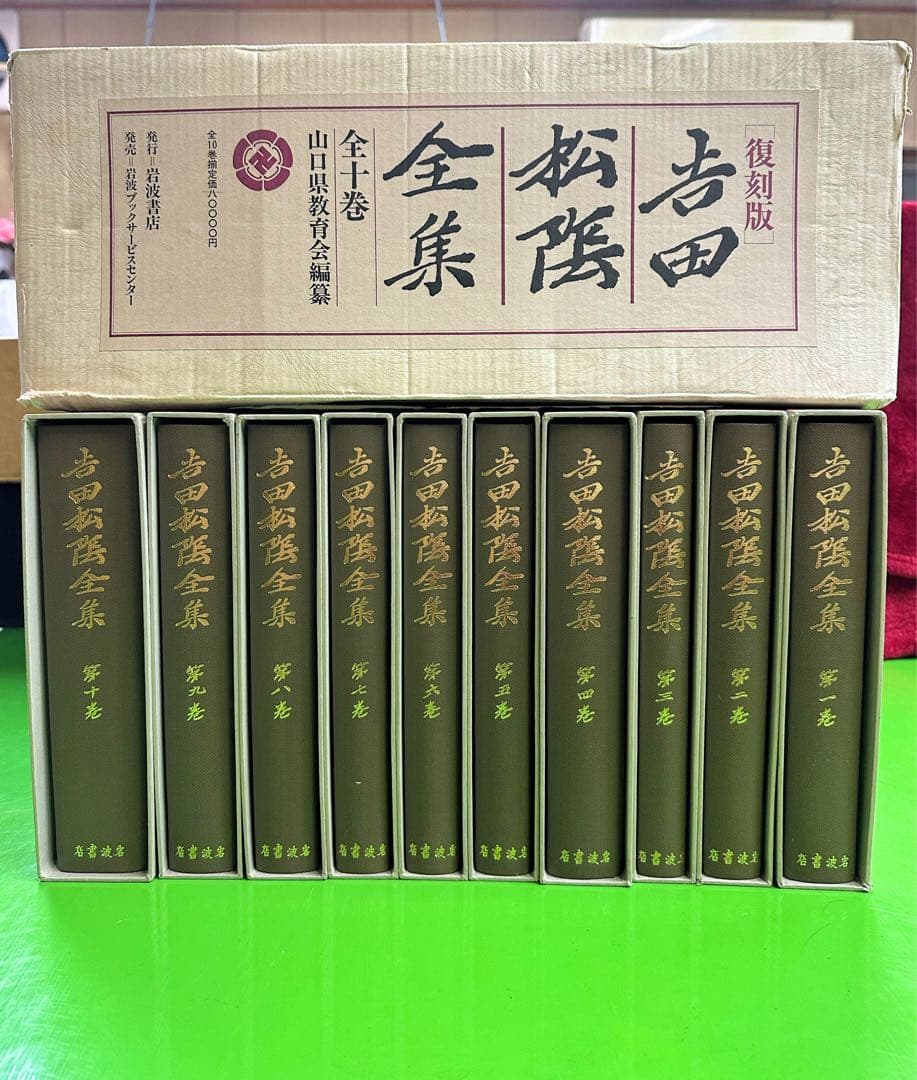 ［復刻版］
吉田
松陰
全集
全十巻
山口県教育会編纂
全10巻揃定価八〇〇〇〇円
発行＝岩波書店
発売＝岩波ブックサービスセンター
吉田松陰全集 第一巻
店書波岩
吉田松陰全集 第二巻
店書波岩
吉田松陰全集 第三巻
店書波岩
吉田松陰全集 第四巻
店書波岩
吉田松陰全集 第五巻
店書波岩
吉田松陰全集 第六巻
店書波岩
吉田松陰全集 第七巻
店書波岩
吉田松陰全集 第八巻
店書波岩
吉田松陰全集 第九巻
店書波岩
吉田松陰全集 第十巻
店書波岩